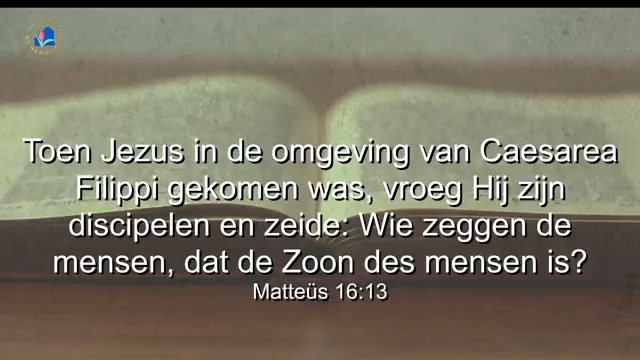 Toen Jezus in de omgeving van Caesarea
Filippi gekomen was, vroeg Hij zijn
discipelen en zeide: Wie zeggen de
mensen, dat de Zoon des mensen is?
Matteüs 16:13